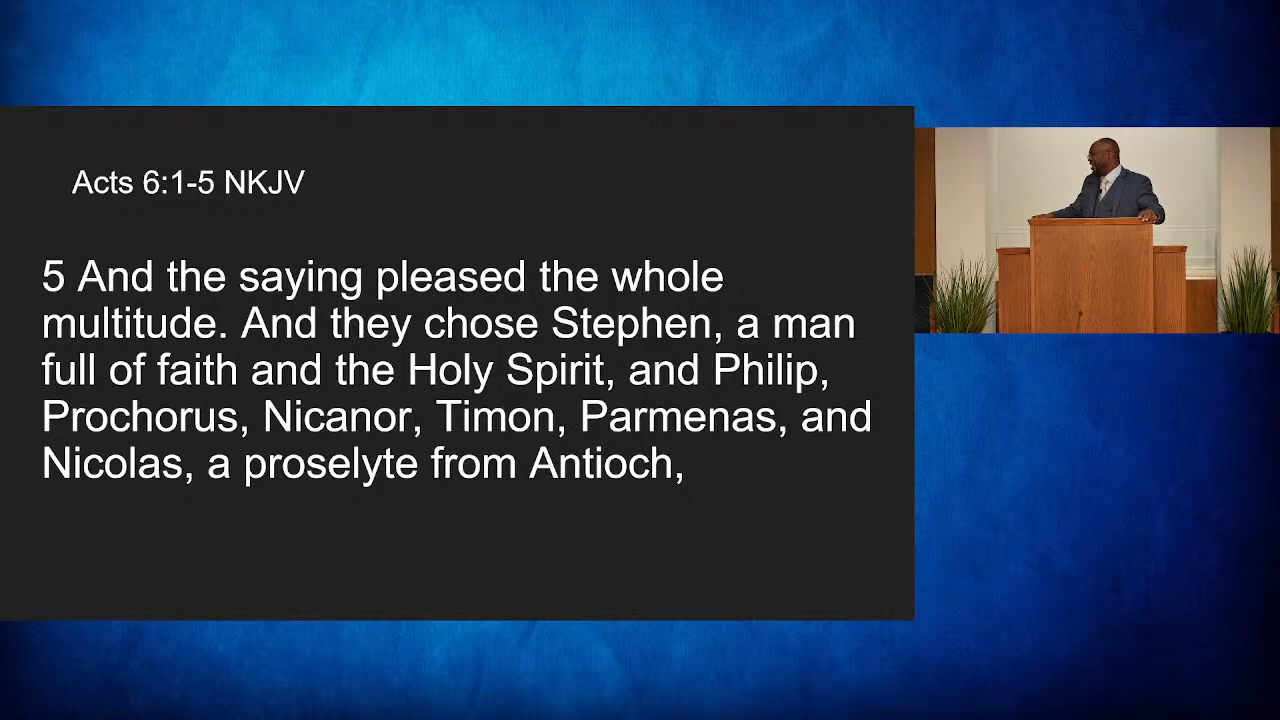 Acts 6:1-5 NKJV
5 And the saying pleased the whole
multitude. And they chose Stephen, a man
full of faith and the Holy Spirit, and Philip,
Prochorus, Nicanor, Timon, Parmenas, and
Nicolas, a proselyte from Antioch,